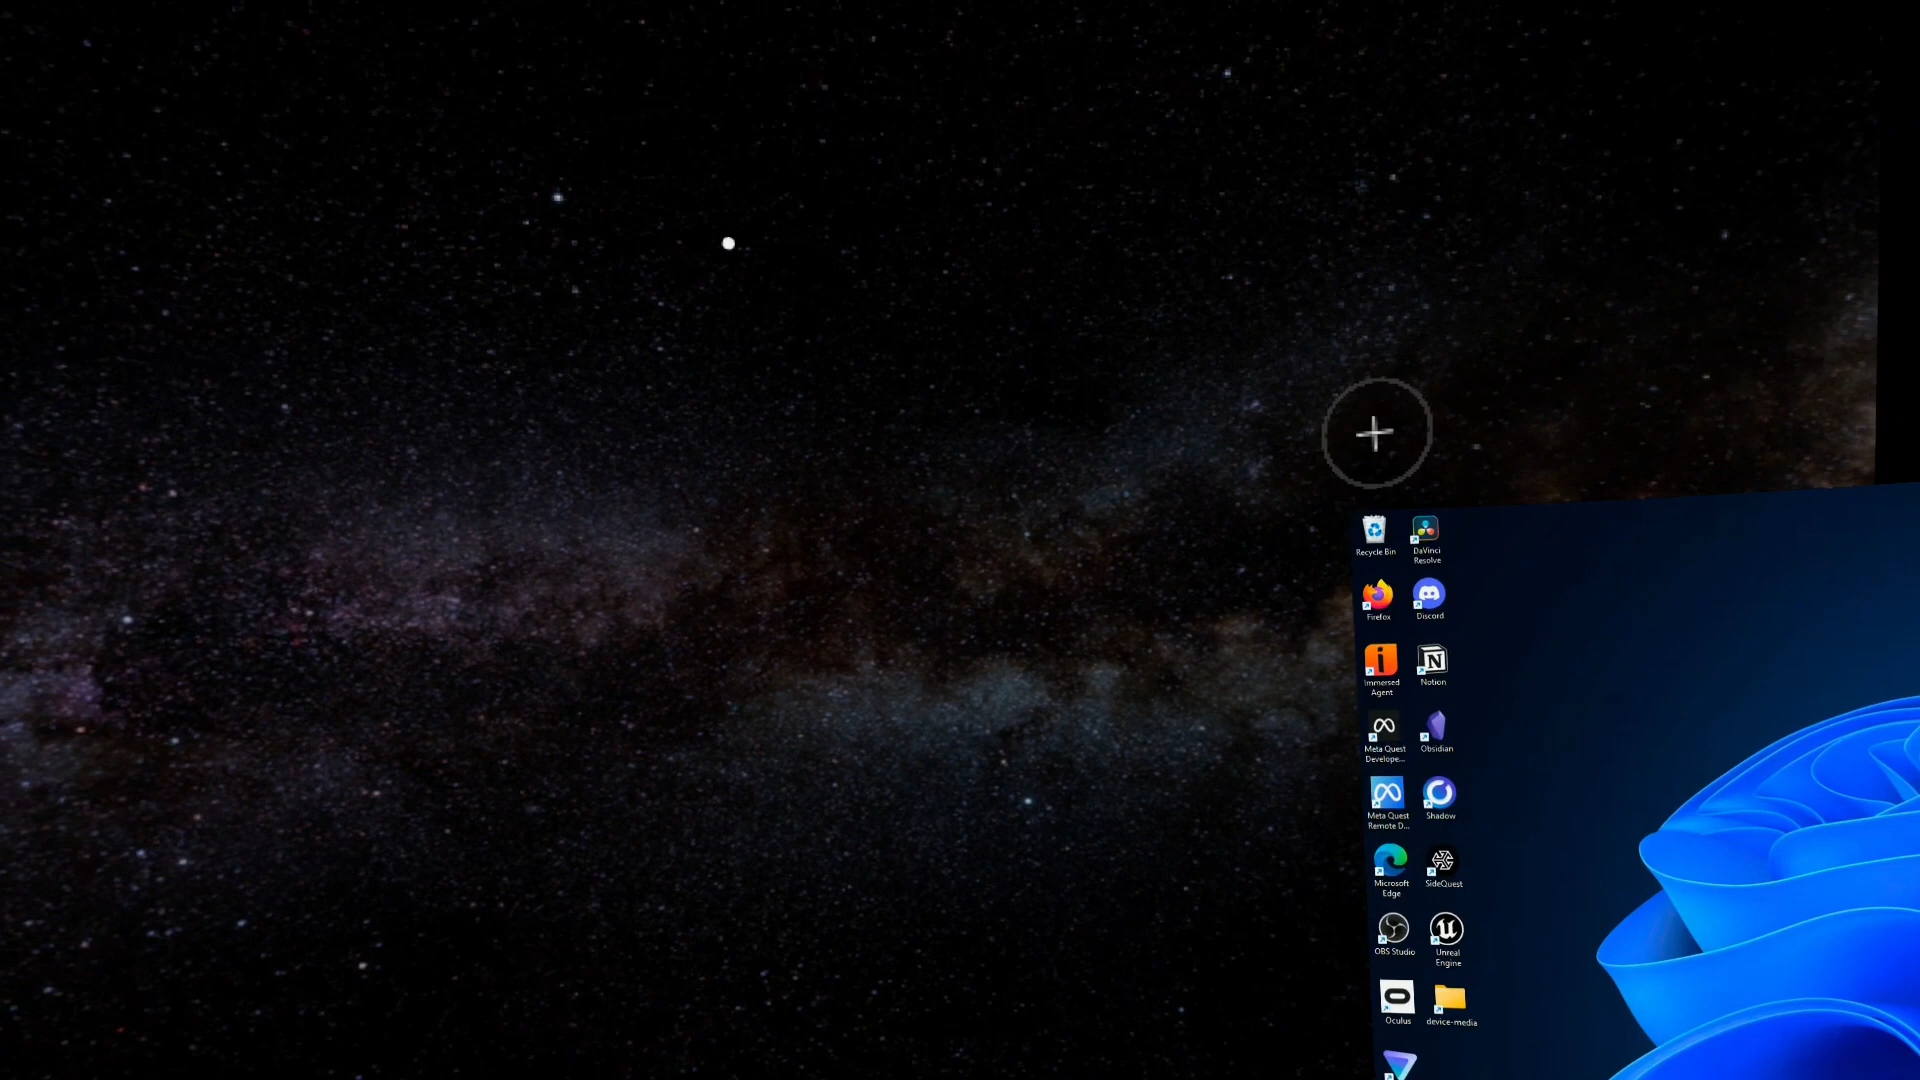 Recycle Bin
DaVinci
Resolve
Firefox
Discord
Immersed
Agent
Notion
Meta Quest
Develope...
Obsidian
Meta Quest
Remote D...
Shadow
Microsoft
Edge
SideQuest
OBS Studio
Unreal
Engine
Oculus
device-media